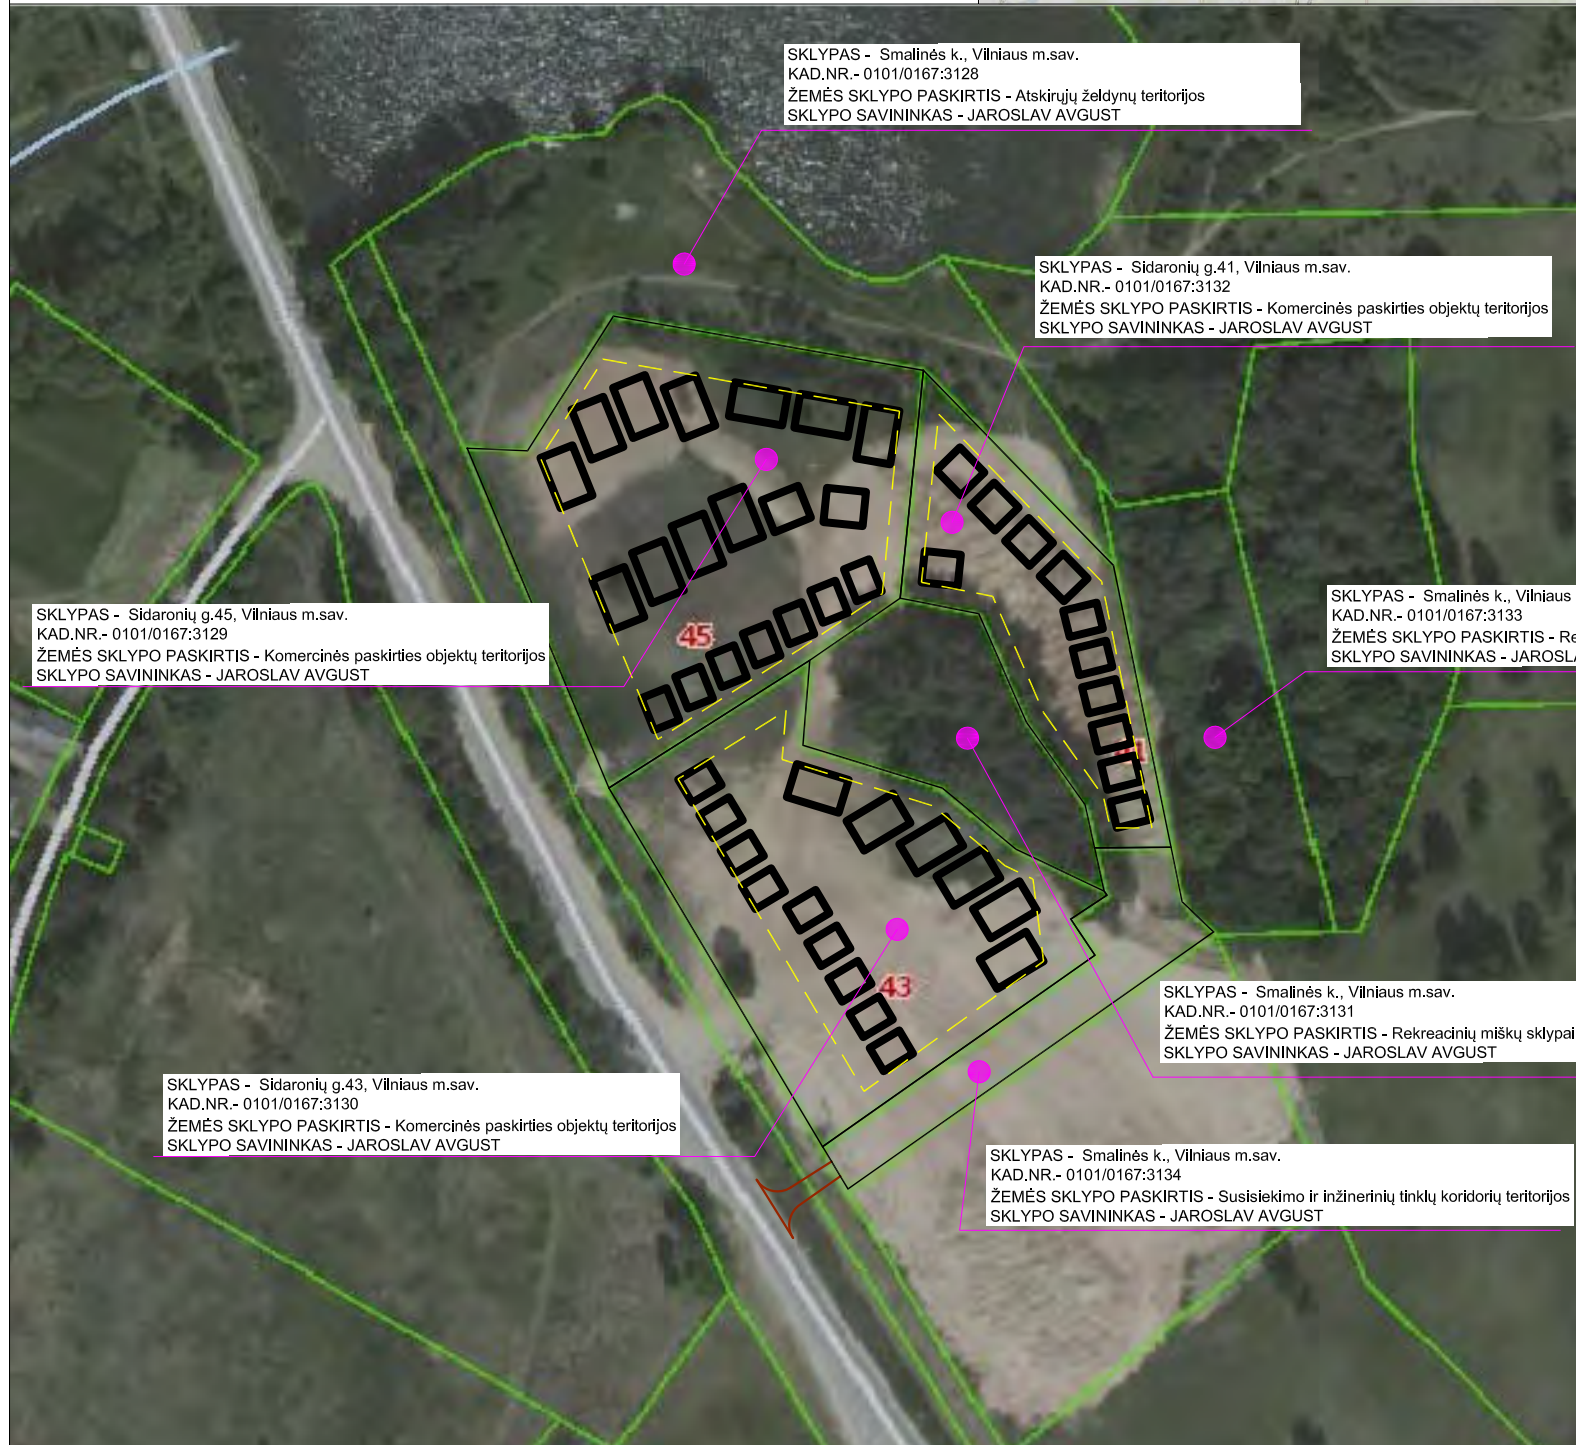 SKLYPAS - Smalinės k., Vilniaus m.sav.
KAD.NR.- 0101/0167:3128
ŽEMĖS SKLYPO PASKIRTIS - Atskirųjų želdynų teritorijos
SKLYPO SAVININKAS - JAROSLAV AVGUST
SKLYPAS - Sidaronių g.41, Vilniaus m.sav.
KAD.NR.- 0101/0167:3132
ŽEMĖS SKLYPO PASKIRTIS - Komercinės paskirties objektų teritorijos
SKLYPO SAVININKAS - JAROSLAV AVGUST
SKLYPAS - Sidaronių g.45, Vilniaus m.sav.
KAD.NR.- 0101/0167:3129
ŽEMĖS SKLYPO PASKIRTIS - Komercinės paskirties objektų teritorijos
SKLYPO SAVININKAS - JAROSLAV AVGUST
45
SKLYPAS - Smalinės k., Vilniaus
KAD.NR.- 0101/0167:3133
ŽEMĖS SKLYPO PASKIRTIS - Re
SKLYPO SAVININKAS - JAROSL
43
SKLYPAS - Smalinės k., Vilniaus m.sav.
KAD.NR.- 0101/0167:3131
ŽEMĖS SKLYPO PASKIRTIS - Rekreacinių miškų sklypai
SKLYPO SAVININKAS - JAROSLAV AVGUST
SKLYPAS - Sidaronių g.43, Vilniaus m.sav.
KAD.NR.- 0101/0167:3130
ŽEMĖS SKLYPO PASKIRTIS - Komercinės paskirties objektų teritorijos
SKLYPO SAVININKAS - JAROSLAV AVGUST
SKLYPAS - Smalinės k., Vilniaus m.sav.
KAD.NR.- 0101/0167:3134
ŽEMĖS SKLYPO PASKIRTIS - Susisiekimo ir inžinerinių tinklų koridorių teritorijos
SKLYPO SAVININKAS - JAROSLAV AVGUST